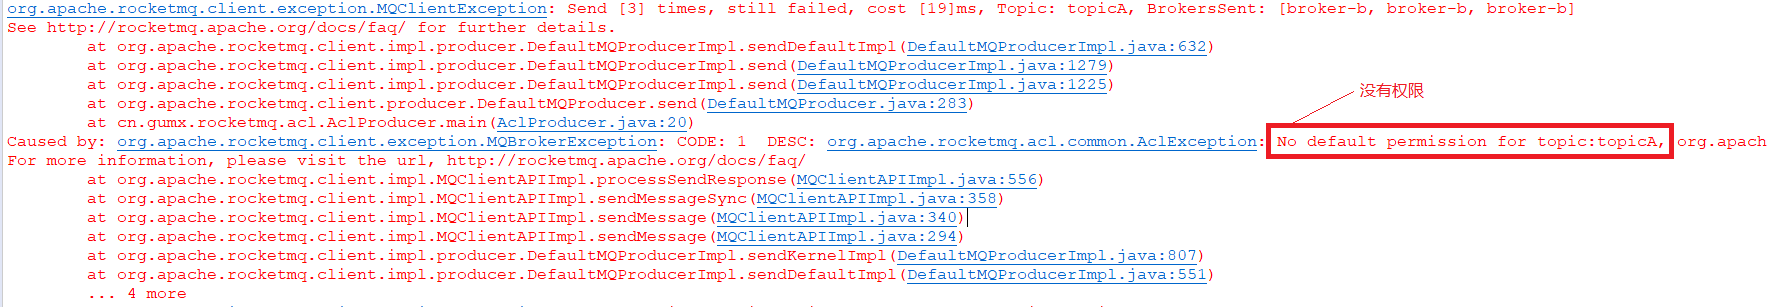 org.apache.rocketmq.client.exception.MQClientException: Send [3] times, still failed, cost [19]ms, Topic: topicA, BrokersSent: [broker-b, broker-b, broker-b]
See http://rocketmq.apache.org/docs/faq/ for further details.
at org.apache.rocketmq.client.impl.producer.DefaultMQProducerImpl.sendDefaultImpl(DefaultMQProducerImpl.java:632)
at org.apache.rocketmq.client.impl.producer.DefaultMQProducerImpl.send(DefaultMQProducerImpl.java:1279)
at org.apache.rocketmq.client.impl.producer.DefaultMQProducerImpl.send(DefaultMQProducerImpl.java:1225)
没有权限
at org.apache.rocketmq.client.producer.DefaultMQProducer.send(DefaultMQProducer.java:283)
at cn.gumx.rocketmq.acl.AclProducer.main(AclProducer.java:20)
Caused by: org.apache.rocketmq.client.exception.MQBrokerException: CODE: 1  DESC: org.apache.rocketmq.acl.common.AclException: No default permission for topic:topicA, org.apach
For more information, please visit the url, http://rocketmq.apache.org/docs/faq/
at org.apache.rocketmq.client.impl.MQClientAPIImpl.processSendResponse(MQClientAPIImpl.java:556)
at org.apache.rocketmq.client.impl.MQClientAPIImpl.sendMessageSync(MQClientAPIImpl.java:358)
at org.apache.rocketmq.client.impl.MQClientAPIImpl.sendMessage(MQClientAPIImpl.java:340)
at org.apache.rocketmq.client.impl.MQClientAPIImpl.sendMessage(MQClientAPIImpl.java:294)
at org.apache.rocketmq.client.impl.producer.DefaultMQProducerImpl.sendKernelImpl(DefaultMQProducerImpl.java:807)
at org.apache.rocketmq.client.impl.producer.DefaultMQProducerImpl.sendDefaultImpl(DefaultMQProducerImpl.java:551)
... 4 more